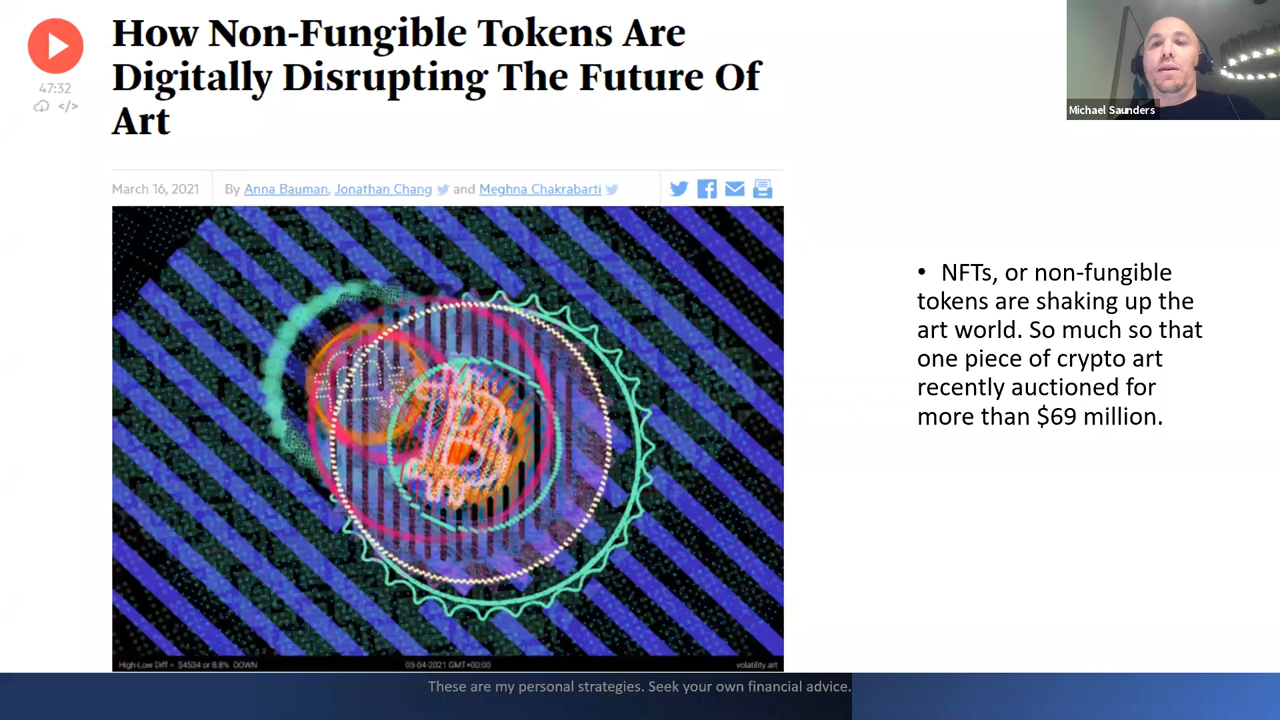 How Non-Fungible Tokens Are
Digitally Disrupting The Future Of
Art
47:32
</>
March 16, 2021
By Anna Bauman, Jonathan Chang and Meghna Chakrabarti
Michael Saunders
• NFTs, or non-fungible
tokens are shaking up the
art world. So much so that
one piece of crypto art
recently auctioned for
more than $69 million.
High-Low Diff = $4534 or 8.8% DOWN
03-04-2021 GMT+00:00
volatility.art
These are my personal strategies. Seek your own financial advice.